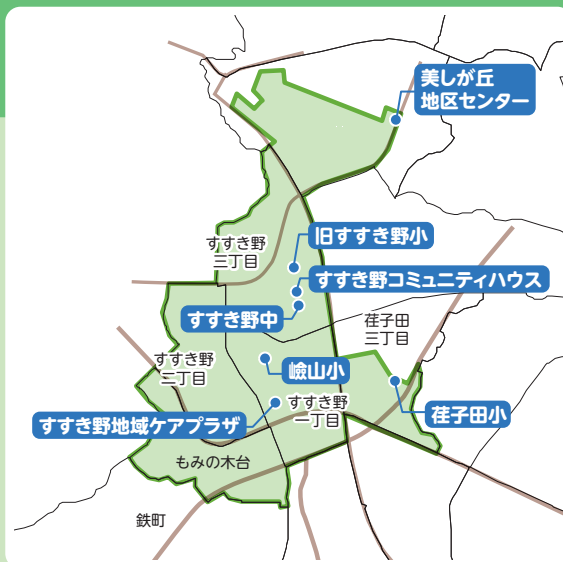 美しが丘
地区センター
旧すすき野小
すすき野
三丁目
すすき野コミュニティハウス
すすき野中
荏子田
三丁目
すすき野
二丁目
嶮山小
すすき野
一丁目
荏子田小
すすき野地域ケアプラザ
もみの木台
鉄町